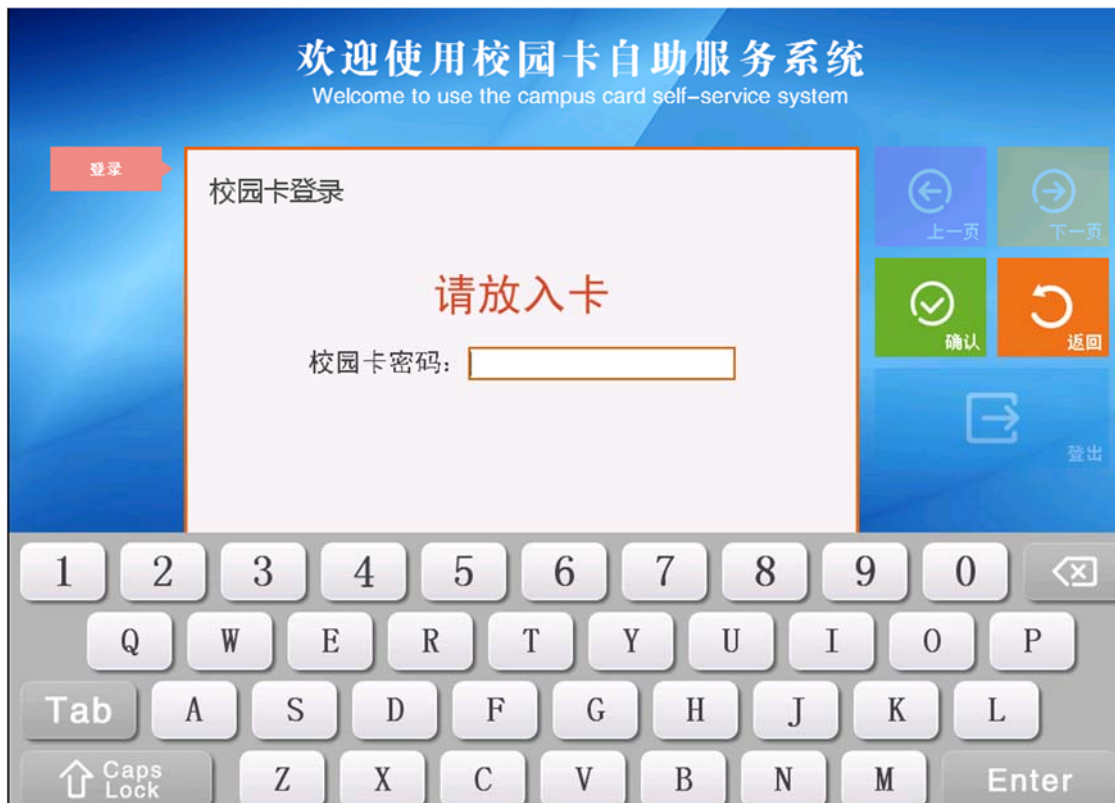 欢迎使用校园卡自助服务系统
Welcome to use the campus card self-service system
登录
校园卡登录
请放入卡
校园卡密码：
上一页
下一页
确认
返回
登出
1 2 3 4 5 6 7 8 9 0
Q W E R T Y U I O P
Tab A S D F G H J K L
Caps Lock Z X C V B N M Enter